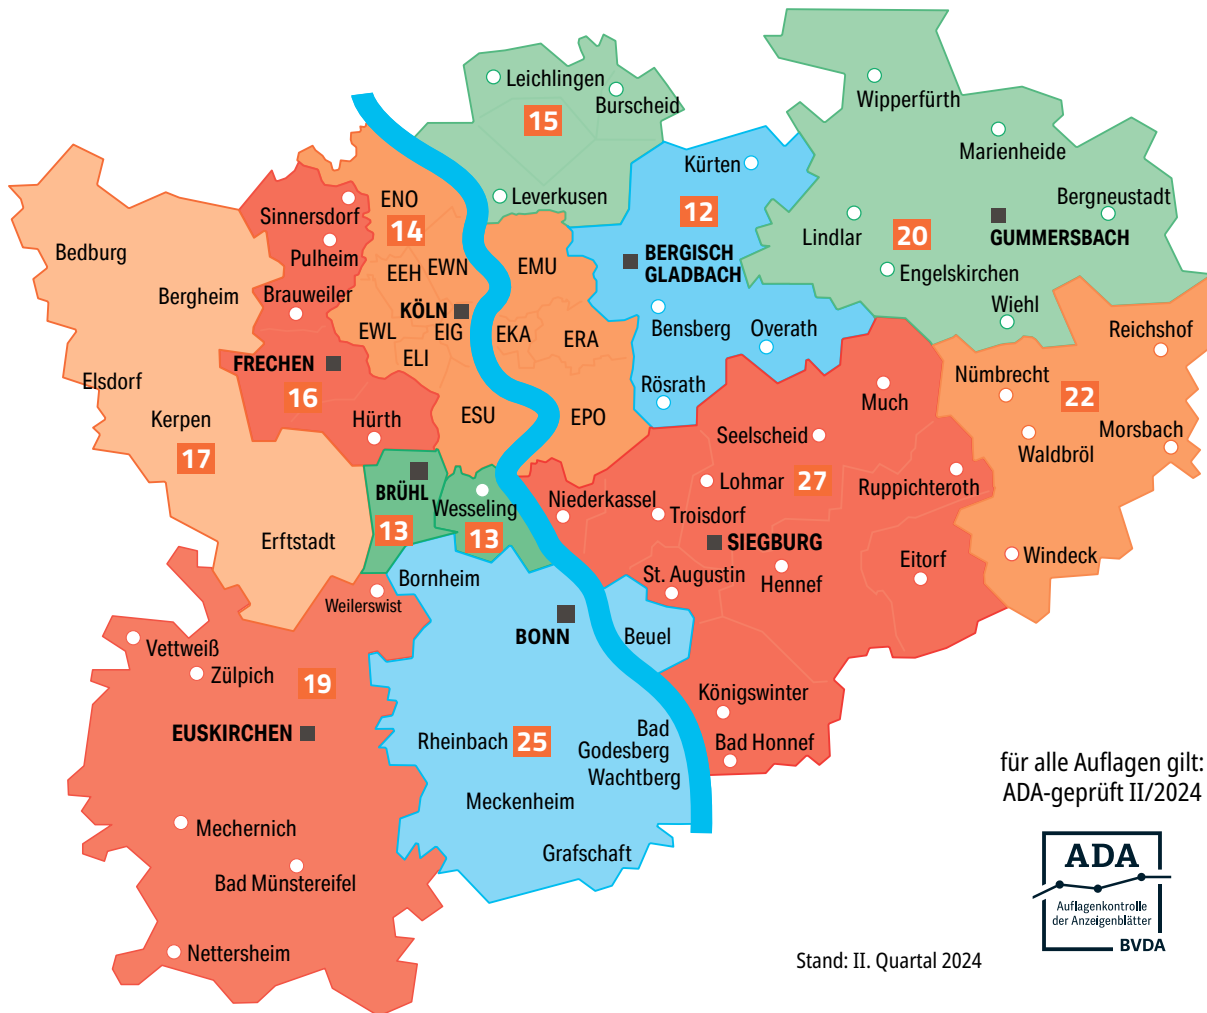 Leichlingen
Burscheid
15
Leverkusen
Wipperfürth
Marienheide
Bergneustadt
Lindlar
20
GUMMERSBACH
Engelskirchen
Wiehl
Kürten
12
BERGISCH
GLADBACH
Bensberg
Overath
Rösrath
ENO
14
EEH
EWN
EMU
KÖLN
EWL
EIG
EKA
ERA
ELI
ESU
EPO
Sinnersdorf
Pulheim
Brauweiler
FRECHEN
16
Hürth
Bedburg
Bergheim
Elsdorf
Kerpen
17
Erftstadt
BRÜHL
13
Wesseling
13
Reichshof
Nümbrecht
22
Morsbach
Waldbröl
Windeck
Much
Seelscheid
Lohmar
27
Ruppichteroth
Niederkassel
Troisdorf
SIEGBURG
St. Augustin
Hennef
Eitorf
Königswinter
Bad Honnef
Bornheim
BONN
Beuel
Rheinbach
25
Bad
Godesberg
Wachtberg
Meckenheim
Grafschaft
Weilerswist
Vettweiß
Zülpich
19
EUSKIRCHEN
Mechernich
Bad Münstereifel
Nettersheim
für alle Auflagen gilt:
ADA-geprüft II/2024
ADA
Auflagenkontrolle
der Anzeigenblätter
BVDA
Stand: II. Quartal 2024